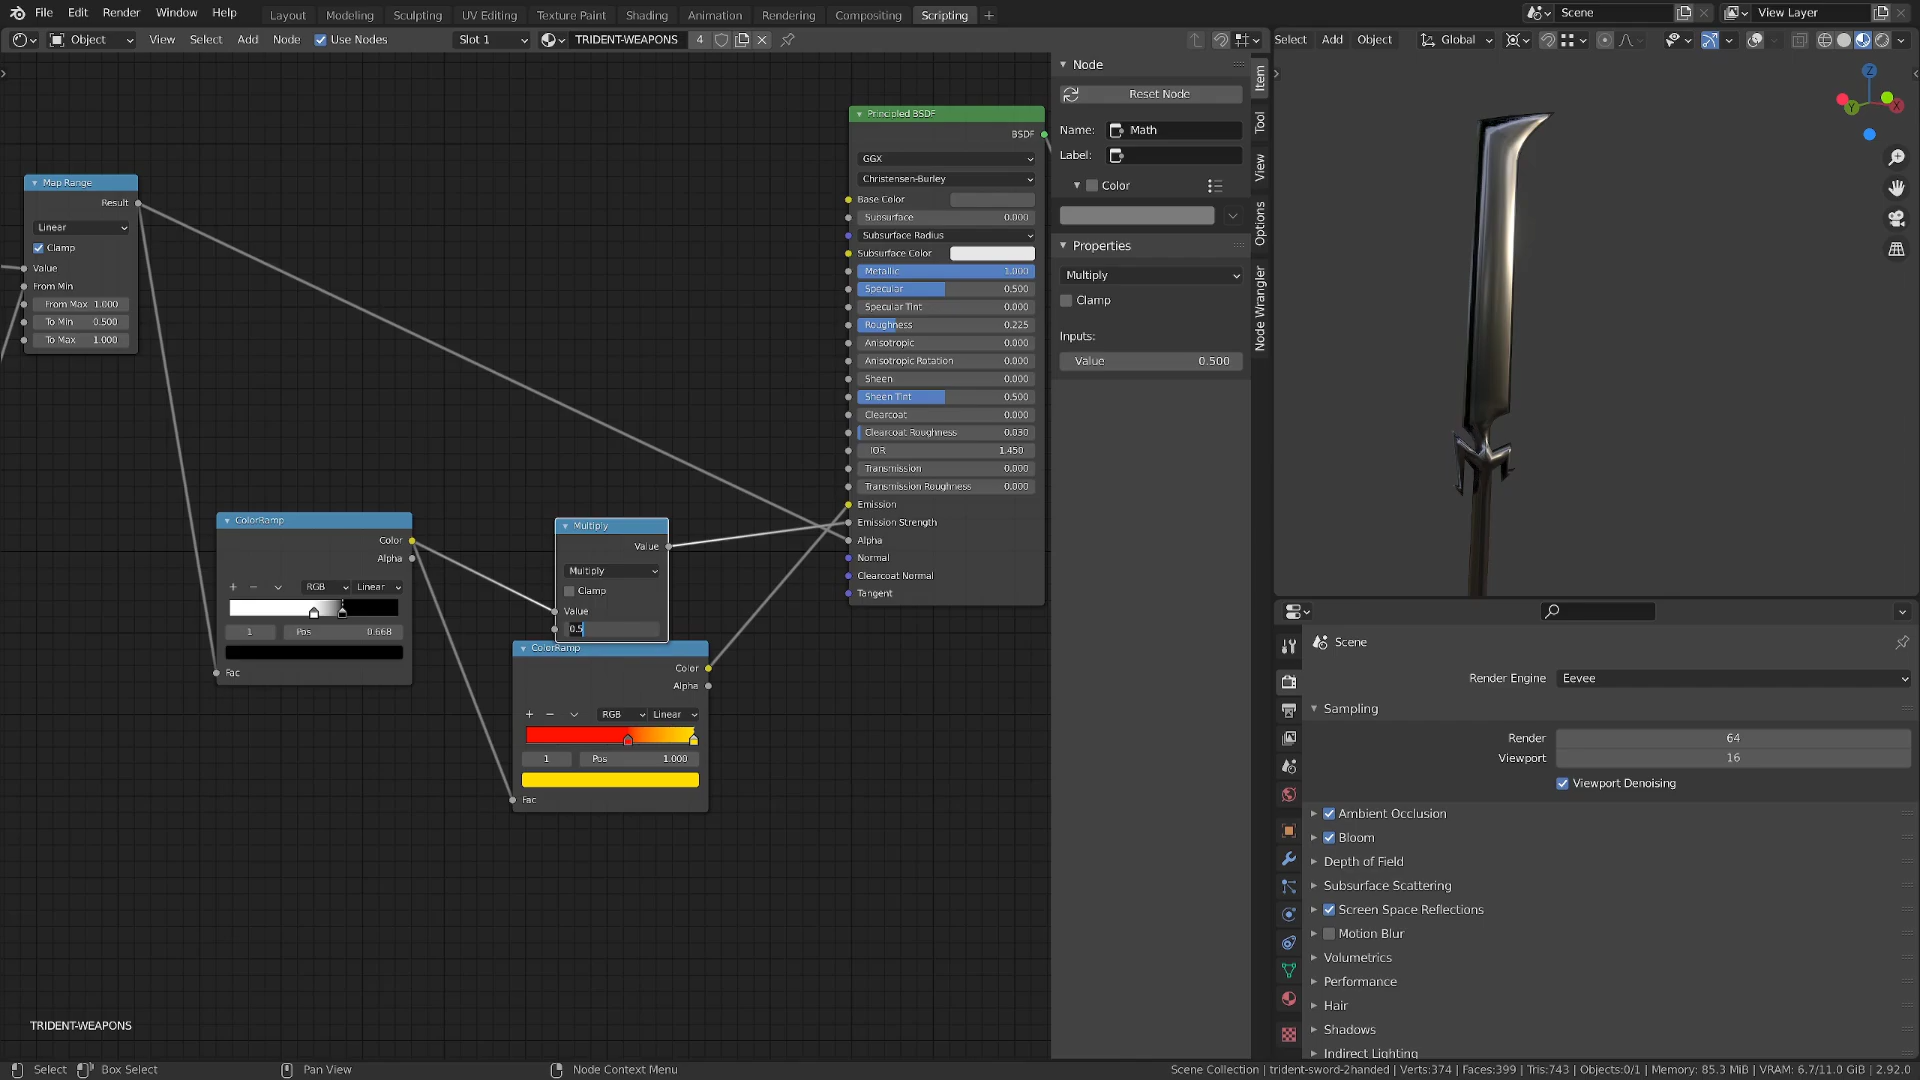 File Edit Render Window Help Layout Modeling Sculpting UV Editing Texture Paint Shading Animation Rendering Compositing Scripting + Scene View Layer
Object View Select Add Node Use Nodes Slot 1 TRIDENT-WEAPONS 4 Select Add Object Global
Node
Reset Node
Name: Math
Label:
Color
Properties
Multiply
Clamp
Inputs:
Value 0.500
Item
Tool
View
Options
Node Wrangler
Map Range
Result
Linear
Clamp
Value
From Min
From Max 1.000
To Min 0.500
To Max 1.000
Principled BSDF
BSDF
GGX
Christensen-Burley
Base Color
Subsurface 0.000
Subsurface Radius
Subsurface Color
Metallic 1.000
Specular 0.500
Specular Tint 0.000
Roughness 0.225
Anisotropic 0.000
Anisotropic Rotation 0.000
Sheen 0.000
Sheen Tint 0.500
Clearcoat 0.000
Clearcoat Roughness 0.030
IOR 1.450
Transmission 0.000
Transmission Roughness 0.000
Emission
Emission Strength
Alpha
Normal
Clearcoat Normal
Tangent
ColorRamp
Color
Alpha
+ − RGB Linear
1 Pos 0.668
Fac
Multiply
Value
Multiply
Clamp
Value
0.5
ColorRamp
Color
Alpha
+ − RGB Linear
1 Pos 1.000
Fac
Z
Y X
Scene
Render Engine Eevee
Sampling
Render 64
Viewport 16
Viewport Denoising
Ambient Occlusion
Bloom
Depth of Field
Subsurface Scattering
Screen Space Reflections
Motion Blur
Volumetrics
Performance
Hair
Shadows
Indirect Lighting
TRIDENT-WEAPONS
Select Box Select Pan View Node Context Menu Scene Collection | trident-sword-2handed | Verts:374 | Faces:399 | Tris:743 | Objects:0/1 | Memory: 85.3 MiB | VRAM: 6.7/11.0 GiB | 2.92.0